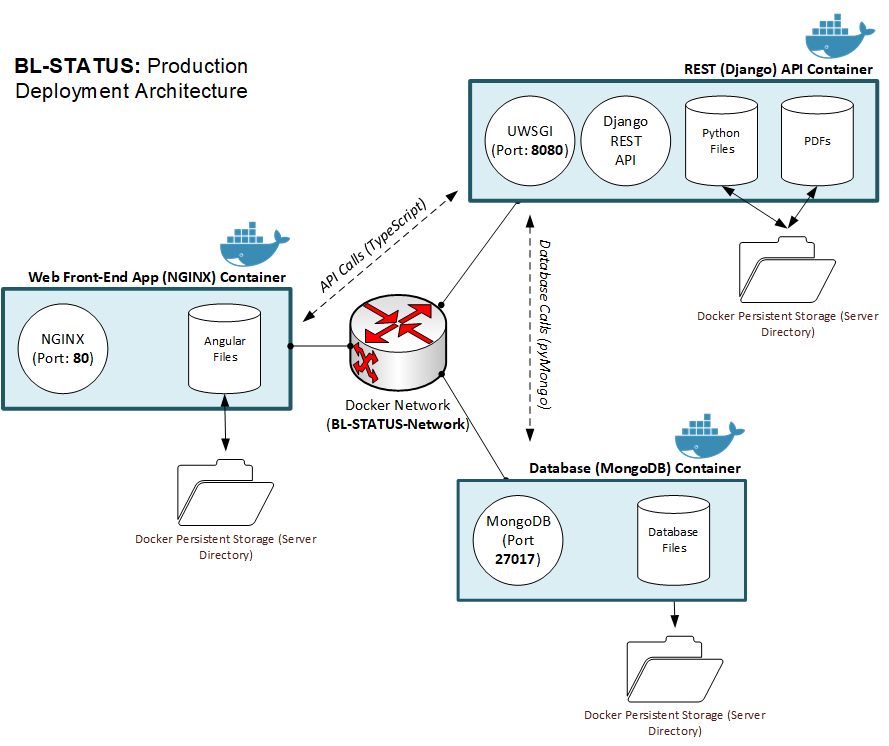 BL-STATUS: Production
Deployment Architecture
REST (Django) API Container
UWSGI
(Port: 8080)
Django
REST
API
Python
Files
PDFs
Docker Persistent Storage (Server
Directory)
API Calls (TypeScript)
Database Calls (pyMongo)
Web Front-End App (NGINX) Container
NGINX
(Port: 80)
Angular
Files
Docker Persistent Storage (Server
Directory)
Docker Network
(BL-STATUS-Network)
Database (MongoDB) Container
MongoDB
(Port
27017)
Database
Files
Docker Persistent Storage (Server
Directory)